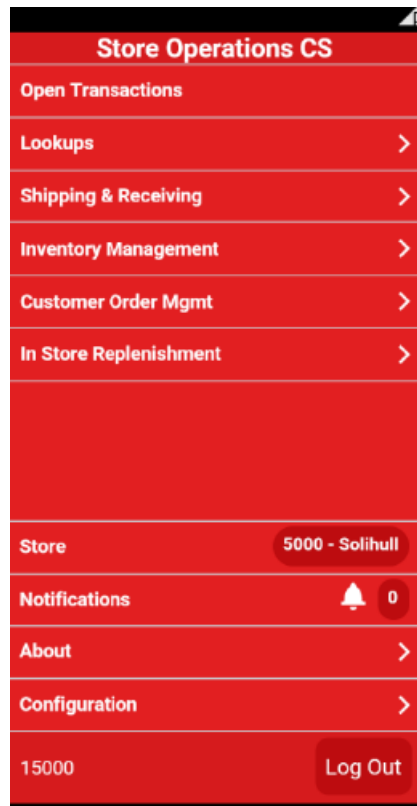 Store Operations CS
Open Transactions
Lookups
Shipping & Receiving
Inventory Management
Customer Order Mgmt
In Store Replenishment
Store 5000 - Solihull
Notifications 0
About
Configuration
15000 Log Out